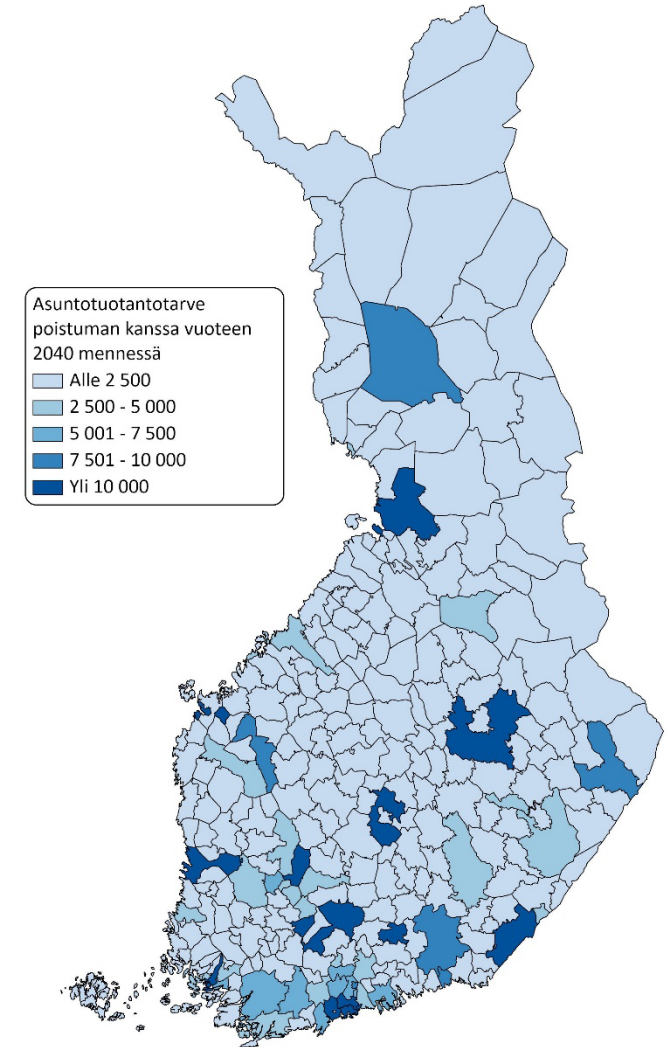 Asuntotuotantotarve
poistuman kanssa vuoteen
2040 mennessä
Alle 2 500
2 500 - 5 000
5 001 - 7 500
7 501 - 10 000
Yli 10 000